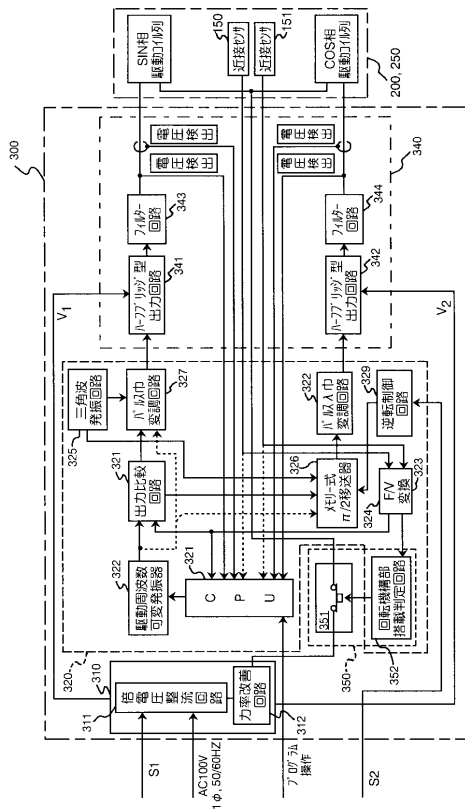 300
SIN相
駆動コイル列
150
近接センサ
151
近接センサ
COS相
駆動コイル列
200, 250
電圧検出
電圧検出
電圧検出
電圧検出
340
343
フィルター
回路
344
フィルター
回路
V1
341
ハーフブリッジ型
出力回路
342
ハーフブリッジ型
出力回路
V2
三角波
発振回路
325
327
パルス巾
変調回路
322
パルス巾
変調回路
329
逆転制御
回路
321
出力比較
回路
326
メモリー式
π/2移送器
324
F/V
変換
323
322
駆動周波数
可変発振器
321
CPU
351
350
回転機構部
搭載判定回路
352
320
310
311
倍電圧整流回路
力率改善
回路
312
S1
AC100V
1φ, 50/60HZ
プログラム
操作
S2